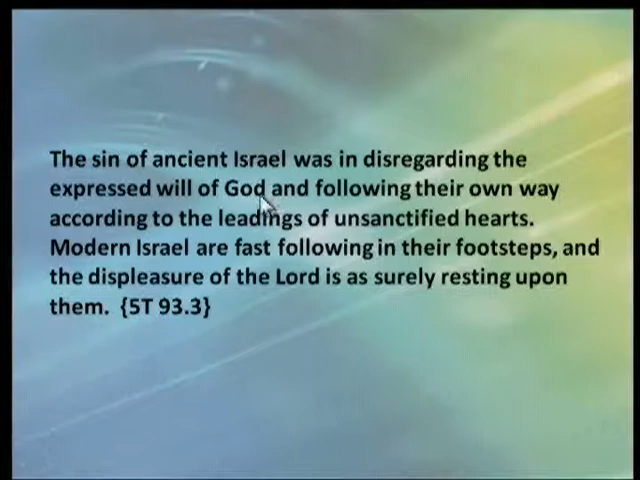 The sin of ancient Israel was in disregarding the
expressed will of God and following their own way
according to the leadings of unsanctified hearts.
Modern Israel are fast following in their footsteps, and
the displeasure of the Lord is as surely resting upon
them.  {5T 93.3}